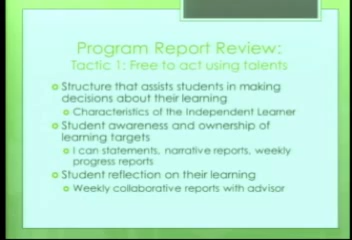 Program Report Review:
Tactic 1: Free to act using talents
Structure that assists students in making
decisions about their learning
Characteristics of the Independent Learner
Student awareness and ownership of
learning targets
I can statements, narrative reports, weekly
progress reports
Student reflection on their learning
Weekly collaborative reports with advisor